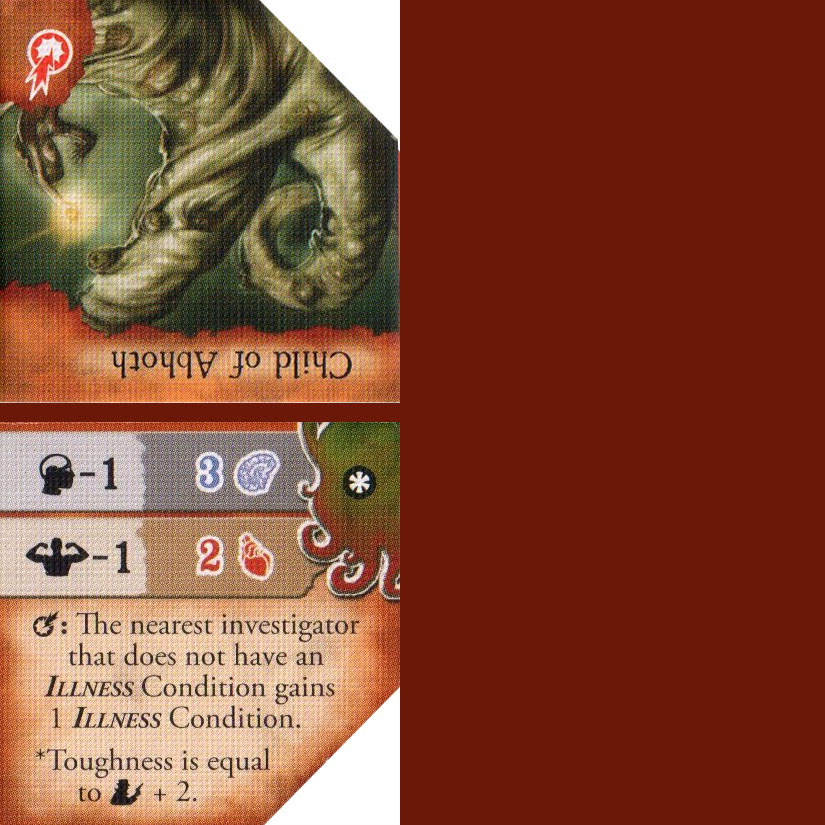 Child of Abhoth
-1 3
*
-1 2
: The nearest investigator
that does not have an
ILLNESS Condition gains
1 ILLNESS Condition.
*Toughness is equal
to + 2.